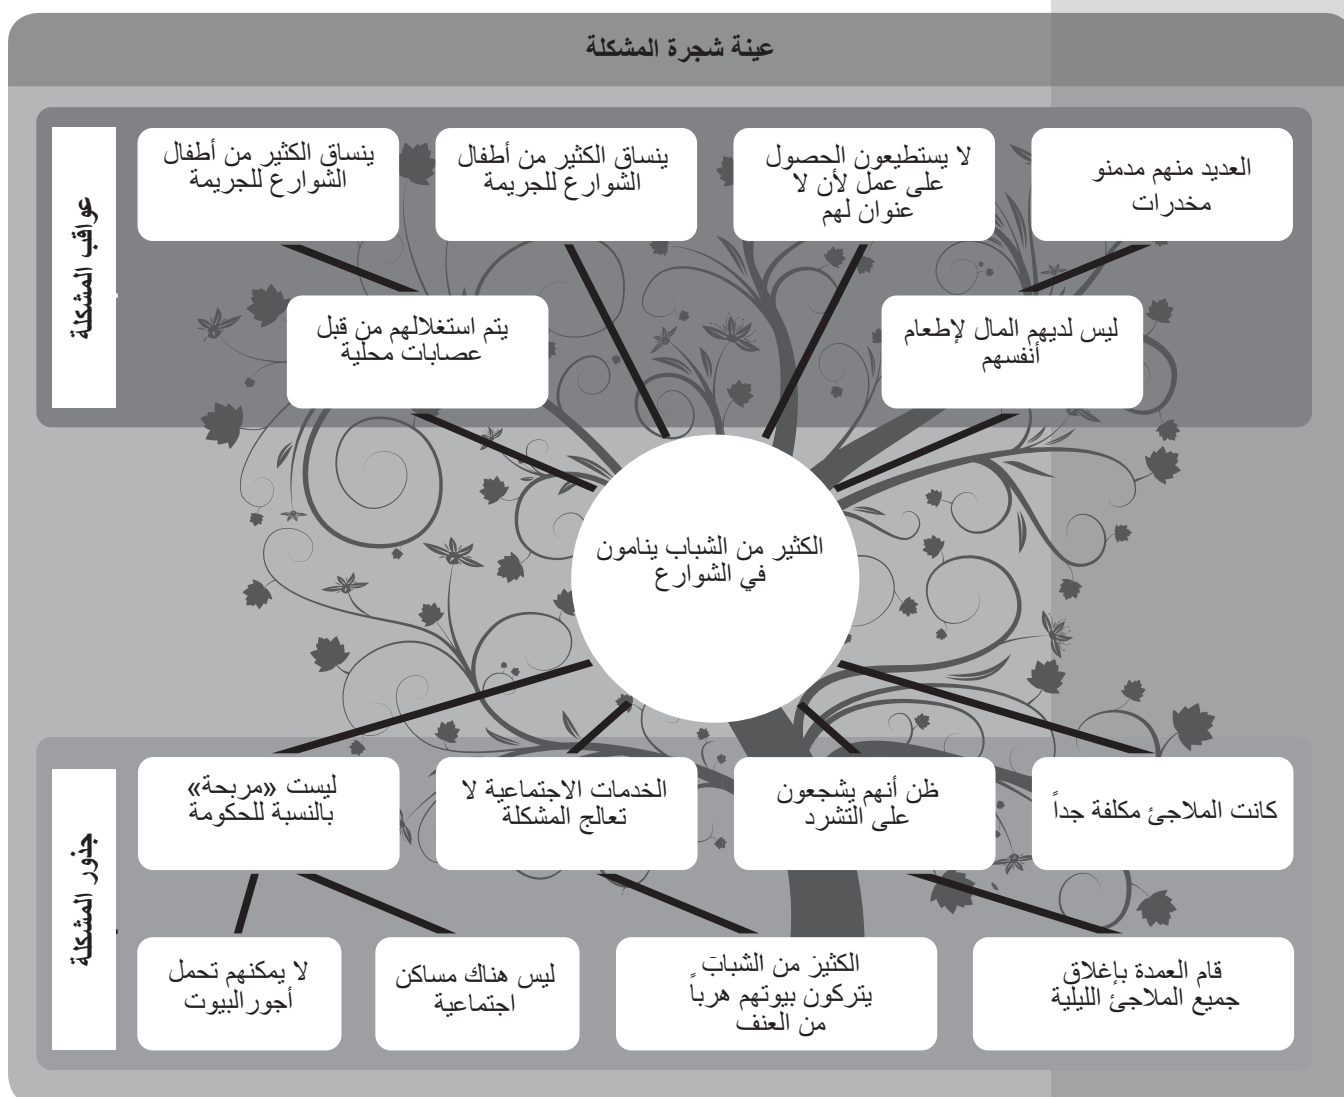 عينة شجرة المشكلة
عواقب المشكلة
العديد منهم مدمنو
مخدرات
لا يستطيعون الحصول
على عمل لأن لا
عنوان لهم
ينساق الكثير من أطفال
الشوارع للجريمة
ينساق الكثير من أطفال
الشوارع للجريمة
ليس لديهم المال لإطعام
أنفسهم
يتم استغلالهم من قبل
عصابات محلية
الكثير من الشباب ينامون
في الشوارع
جذور المشكلة
كانت الملاجئ مكلفة جداً
ظن أنهم يشجعون
على التشرد
الخدمات الاجتماعية لا
تعالج المشكلة
ليست «مربحة»
بالنسبة للحكومة
قام العمدة بإغلاق
جميع الملاجئ الليلية
الكثير من الشباب
يتركون بيوتهم هرباً
من العنف
ليس هناك مساكن
اجتماعية
لا يمكنهم تحمل
أجورالبيوت